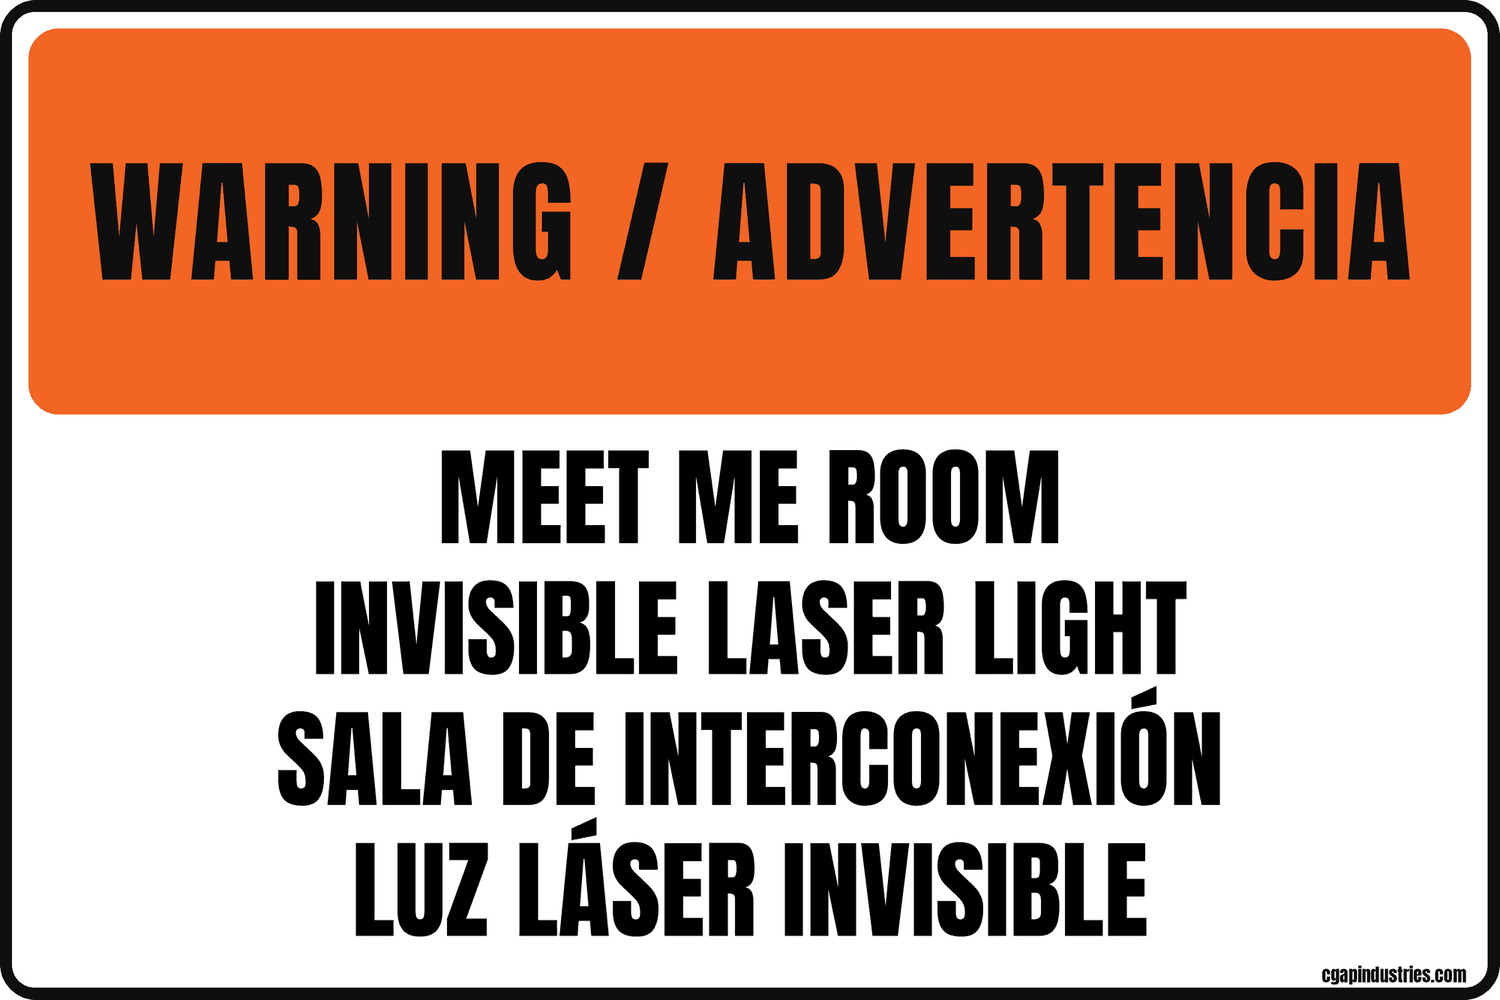 WARNING / ADVERTENCIA
MEET ME ROOM
INVISIBLE LASER LIGHT
SALA DE INTERCONEXIÓN
LUZ LÁSER INVISIBLE
cgapindustries.com